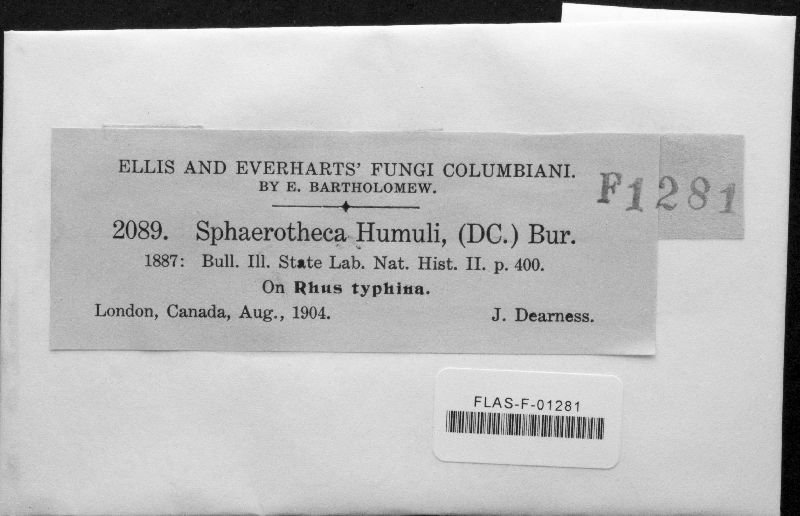 ELLIS AND EVERHARTS' FUNGI COLUMBIANI.
BY E. BARTHOLOMEW.
F1281
2089. Sphaerotheca Humuli, (DC.) Bur.
1887: Bull. Ill. State Lab. Nat. Hist. II. p. 400.
On Rhus typhina.
London, Canada, Aug., 1904. J. Dearness.
FLAS-F-01281